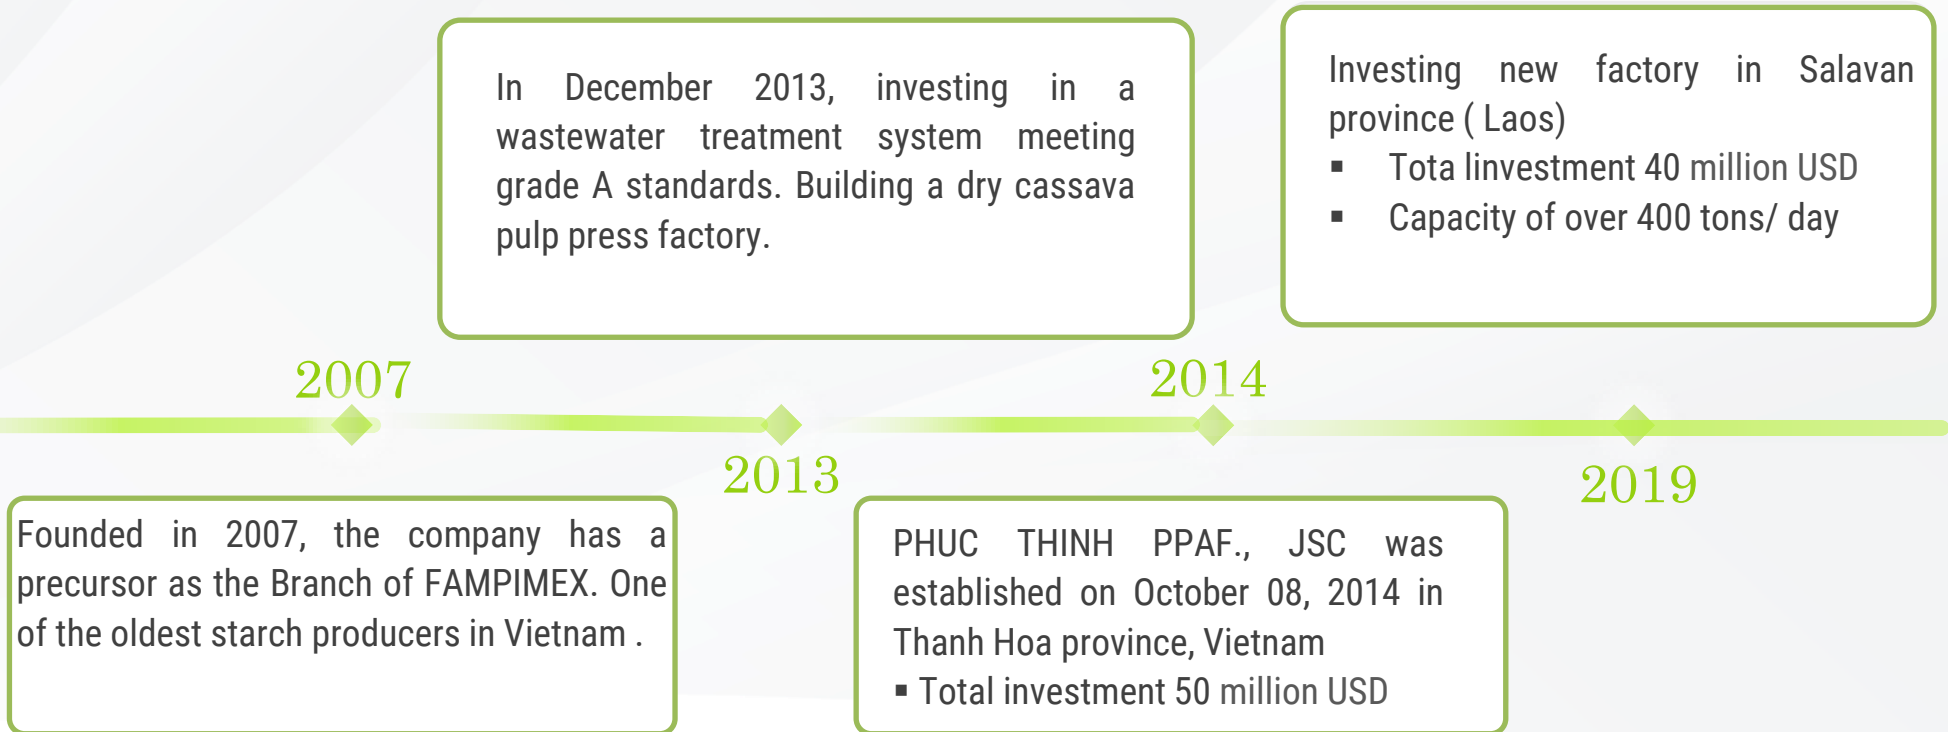 In December 2013, investing in a
wastewater treatment system meeting
grade A standards. Building a dry cassava
pulp press factory.
Investing new factory in Salavan
province ( Laos)
▪ Tota linvestment 40 million USD
▪ Capacity of over 400 tons/ day
2007
2013
2014
2019
Founded in 2007, the company has a
precursor as the Branch of FAMPIMEX. One
of the oldest starch producers in Vietnam .
PHUC THINH PPAF., JSC was
established on October 08, 2014 in
Thanh Hoa province, Vietnam
▪ Total investment 50 million USD